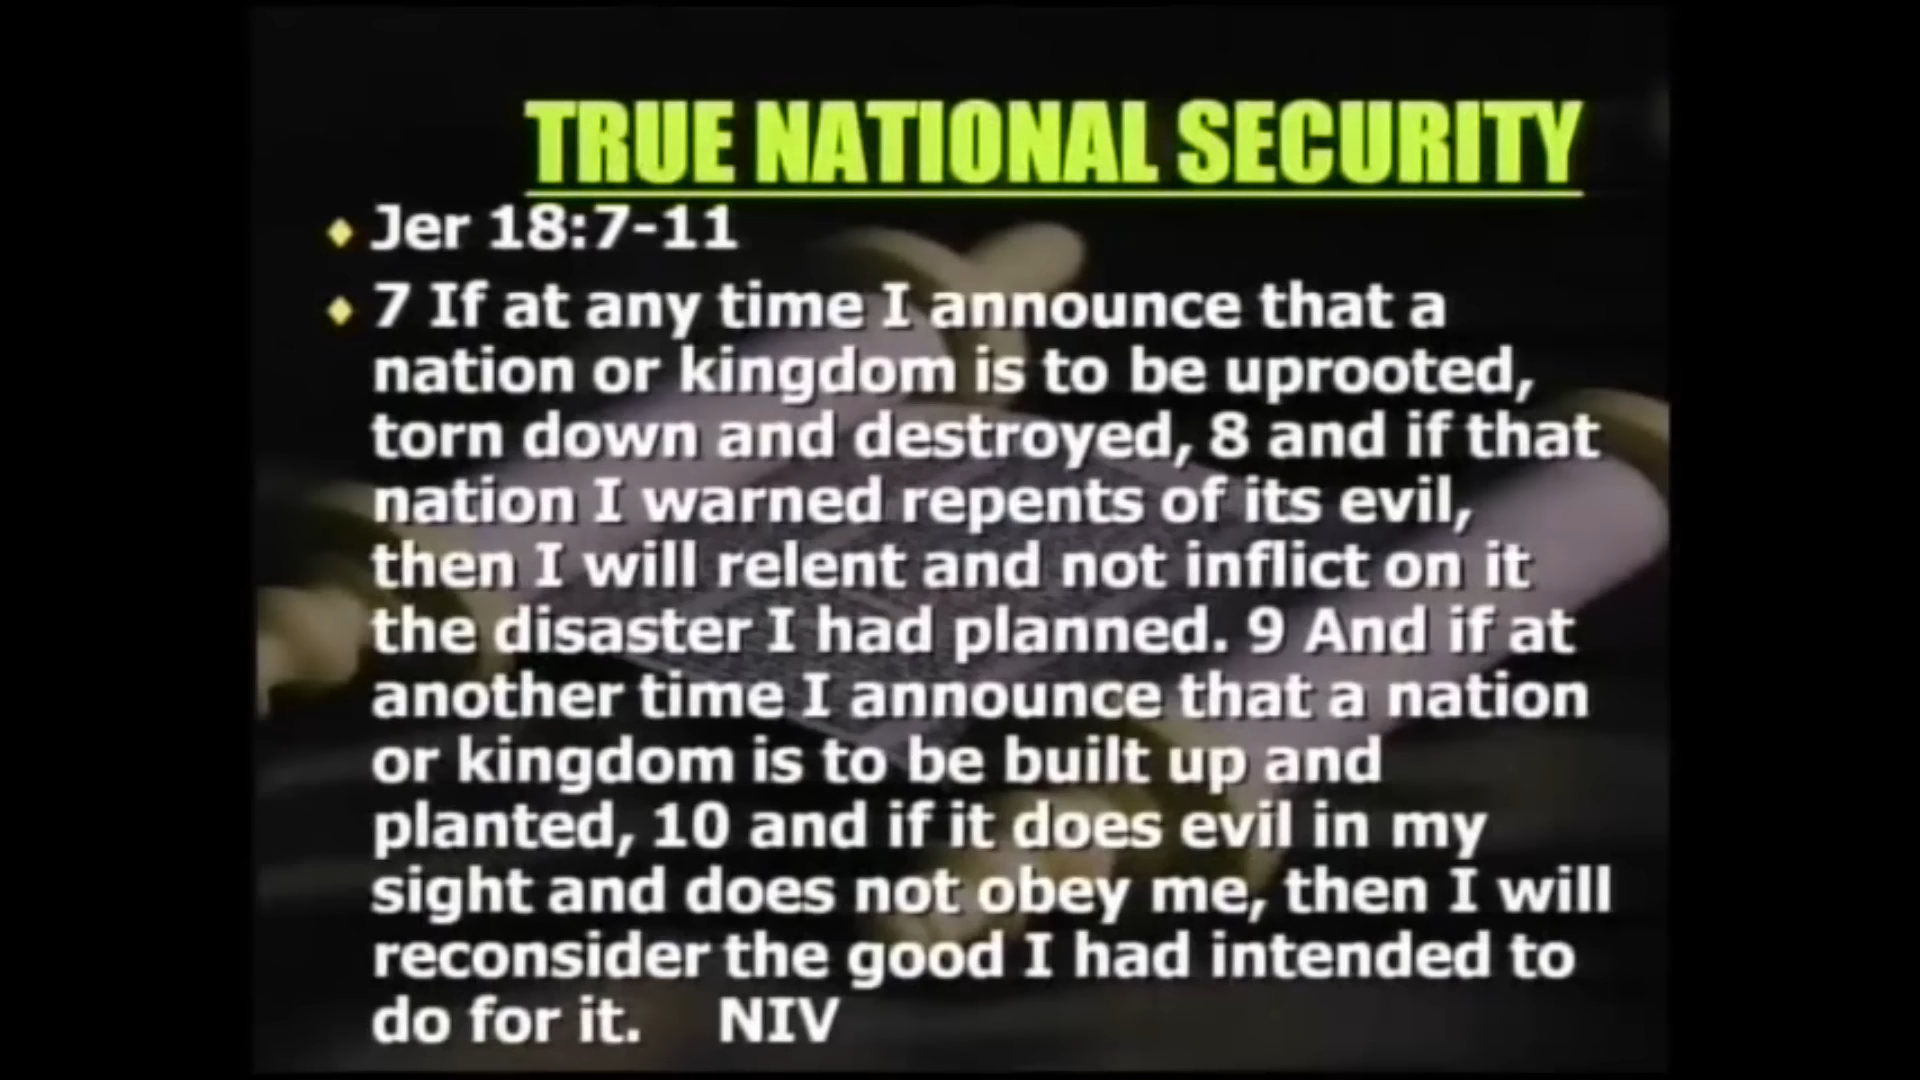 TRUE NATIONAL SECURITY
Jer 18:7-11
7 If at any time I announce that a
nation or kingdom is to be uprooted,
torn down and destroyed, 8 and if that
nation I warned repents of its evil,
then I will relent and not inflict on it
the disaster I had planned. 9 And if at
another time I announce that a nation
or kingdom is to be built up and
planted, 10 and if it does evil in my
sight and does not obey me, then I will
reconsider the good I had intended to
do for it. NIV